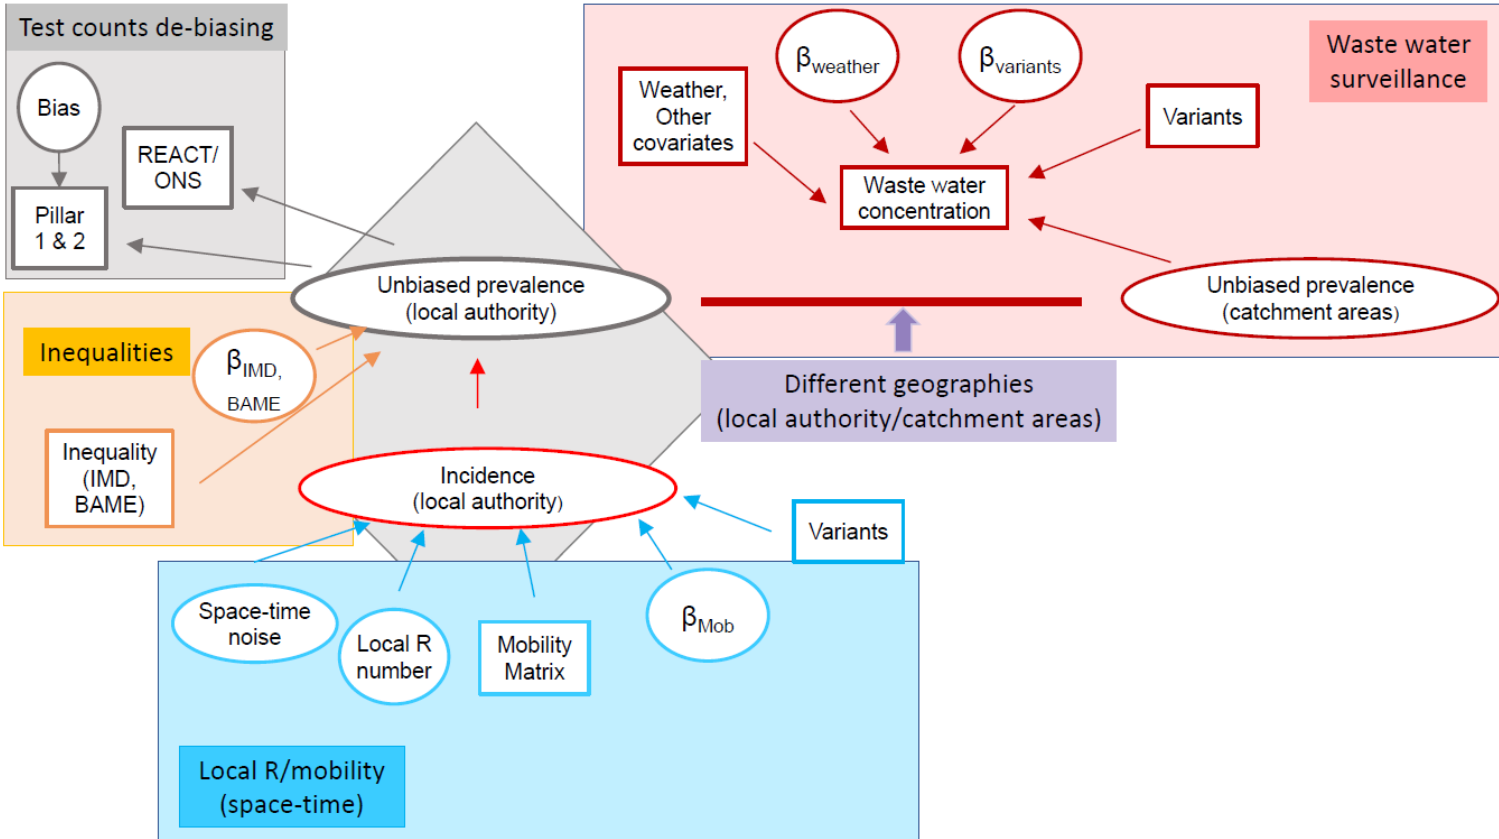 Test counts de-biasing
Bias
REACT/
ONS
Pillar
1 & 2
Waste water
surveillance
βweather
βvariants
Weather,
Other
covariates
Variants
Waste water
concentration
Unbiased prevalence
(local authority)
Unbiased prevalence
(catchment areas)
Inequalities
βIMD,
BAME
Inequality
(IMD,
BAME)
Different geographies
(local authority/catchment areas)
Incidence
(local authority)
Variants
Space-time
noise
Local R
number
Mobility
Matrix
βMob
Local R/mobility
(space-time)